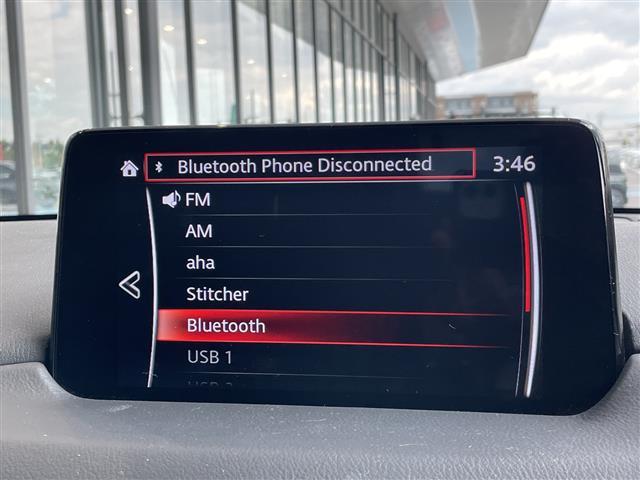 Bluetooth Phone Disconnected 3:46
FM
AM
aha
Stitcher
Bluetooth
USB 1